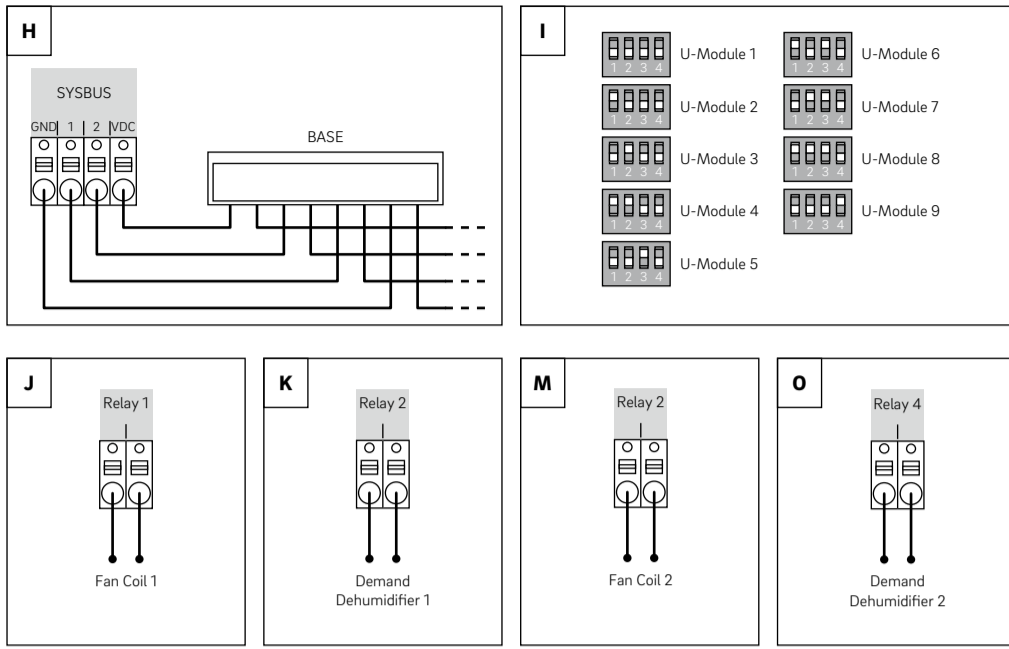 H
SYSBUS
GND 1 2 VDC
BASE
I
1 2 3 4 U-Module 1
1 2 3 4 U-Module 2
1 2 3 4 U-Module 3
1 2 3 4 U-Module 4
1 2 3 4 U-Module 5
1 2 3 4 U-Module 6
1 2 3 4 U-Module 7
1 2 3 4 U-Module 8
1 2 3 4 U-Module 9
J
Relay 1
Fan Coil 1
K
Relay 2
Demand
Dehumidifier 1
M
Relay 2
Fan Coil 2
O
Relay 4
Demand
Dehumidifier 2